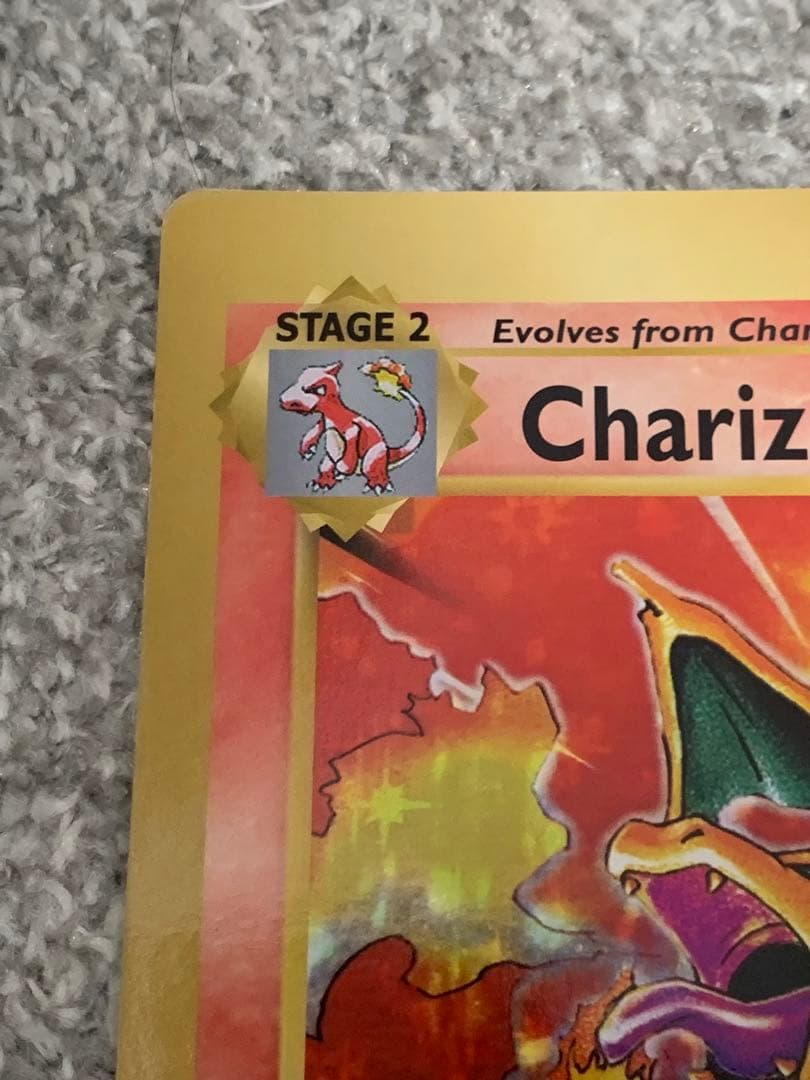 STAGE 2
Evolves from Char
Chariz